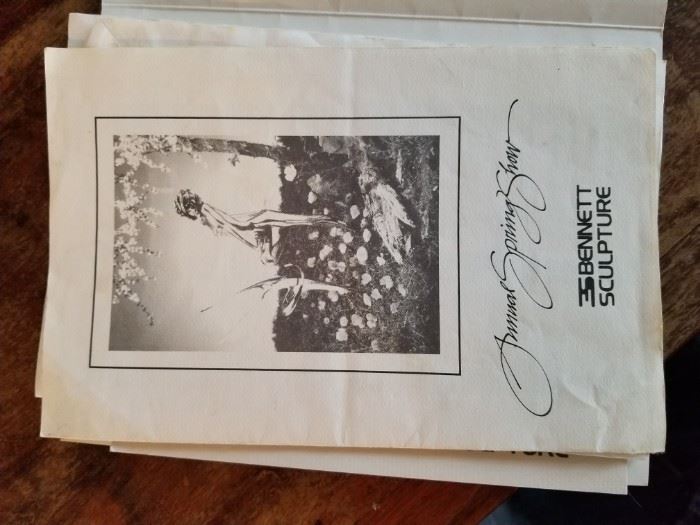 Annual Spring Show
BENNETT
SCULPTURE